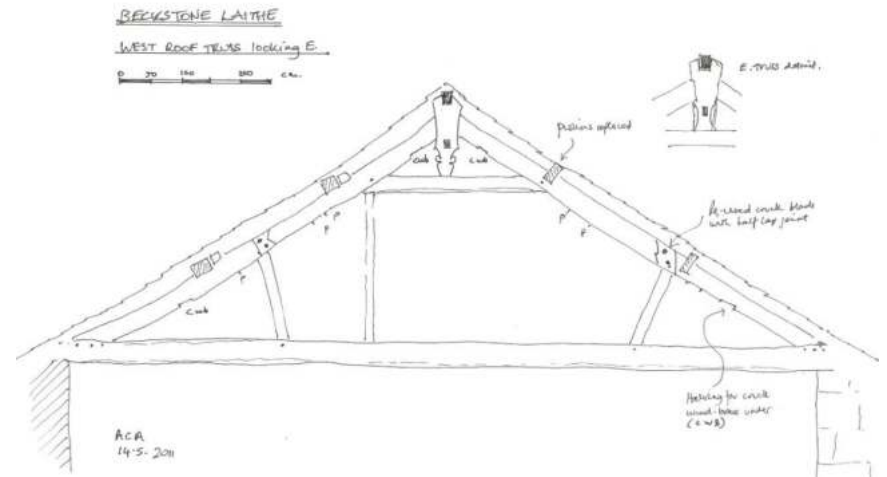 BECKSTONE LAITHE
WEST ROOF TRUSS looking E
0 50 100 200 cm.
E. TRUSS detail.
purlins replaced
Re-used cruck blade
with half lap joint
cwb
cwb
P
P
P
P
P
cwb
Halving for cruck
wind-brace under
(CWB)
ACA
14-5-2011